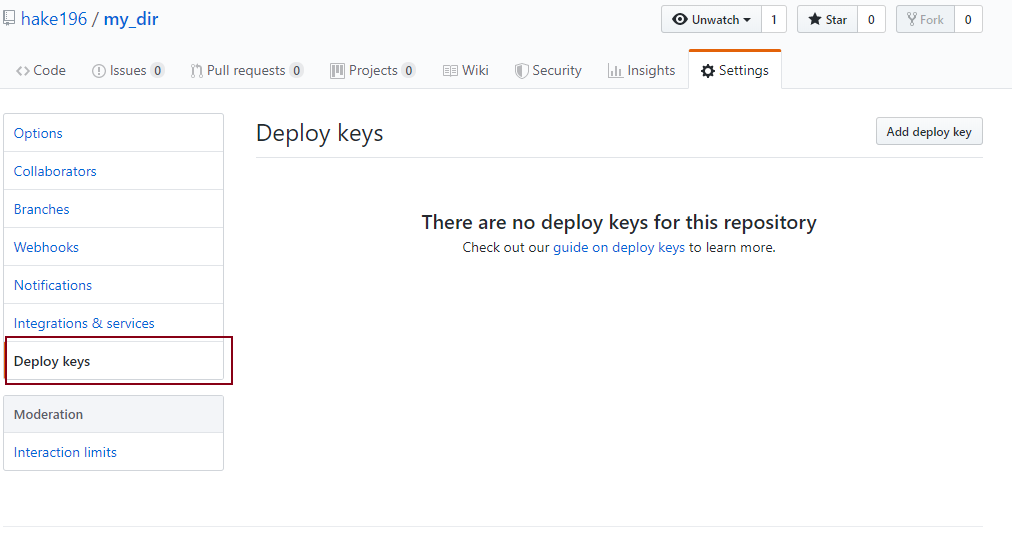 hake196 / my_dir
Unwatch 1 Star 0 Fork 0
Code Issues 0 Pull requests 0 Projects 0 Wiki Security Insights Settings
Options
Collaborators
Branches
Webhooks
Notifications
Integrations & services
Deploy keys
Moderation
Interaction limits
Deploy keys
Add deploy key
There are no deploy keys for this repository
Check out our guide on deploy keys to learn more.